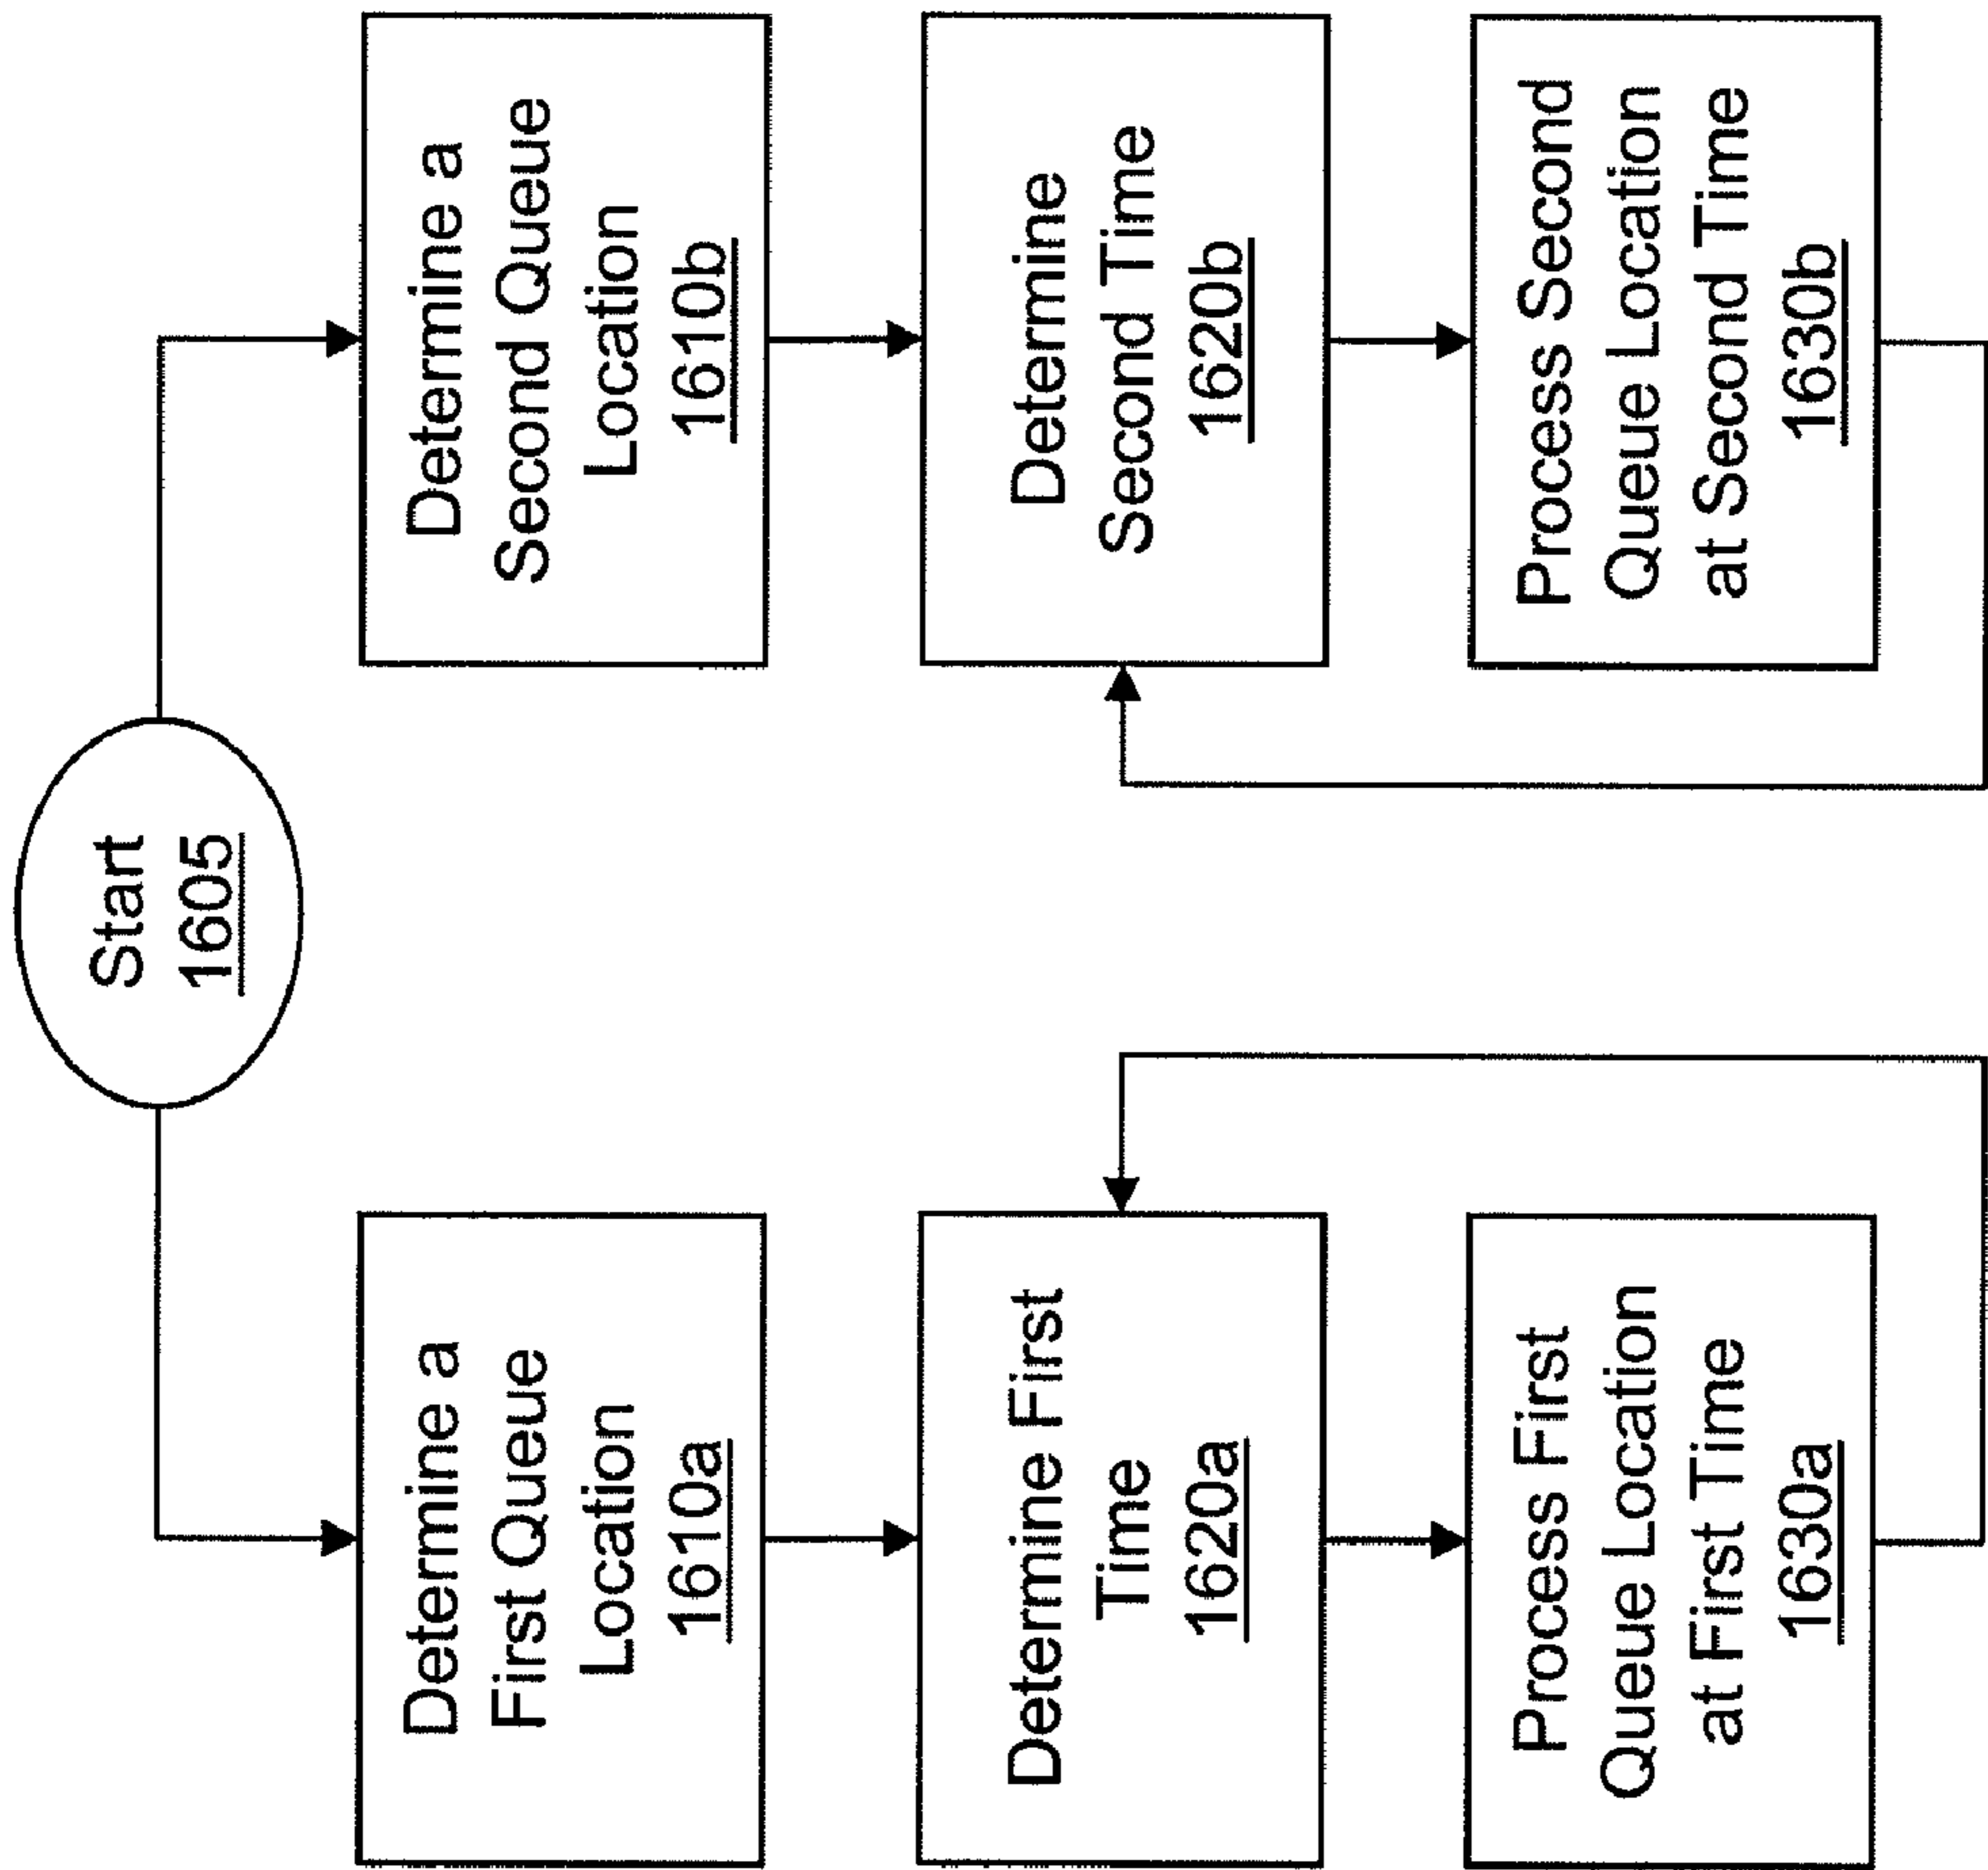 Start
1605
Determine a
First Queue
Location
1610a
Determine First
Time
1620a
Process First
Queue Location
at First Time
1630a
Determine a
Second Queue
Location
1610b
Determine
Second Time
1620b
Process Second
Queue Location
at Second Time
1630b